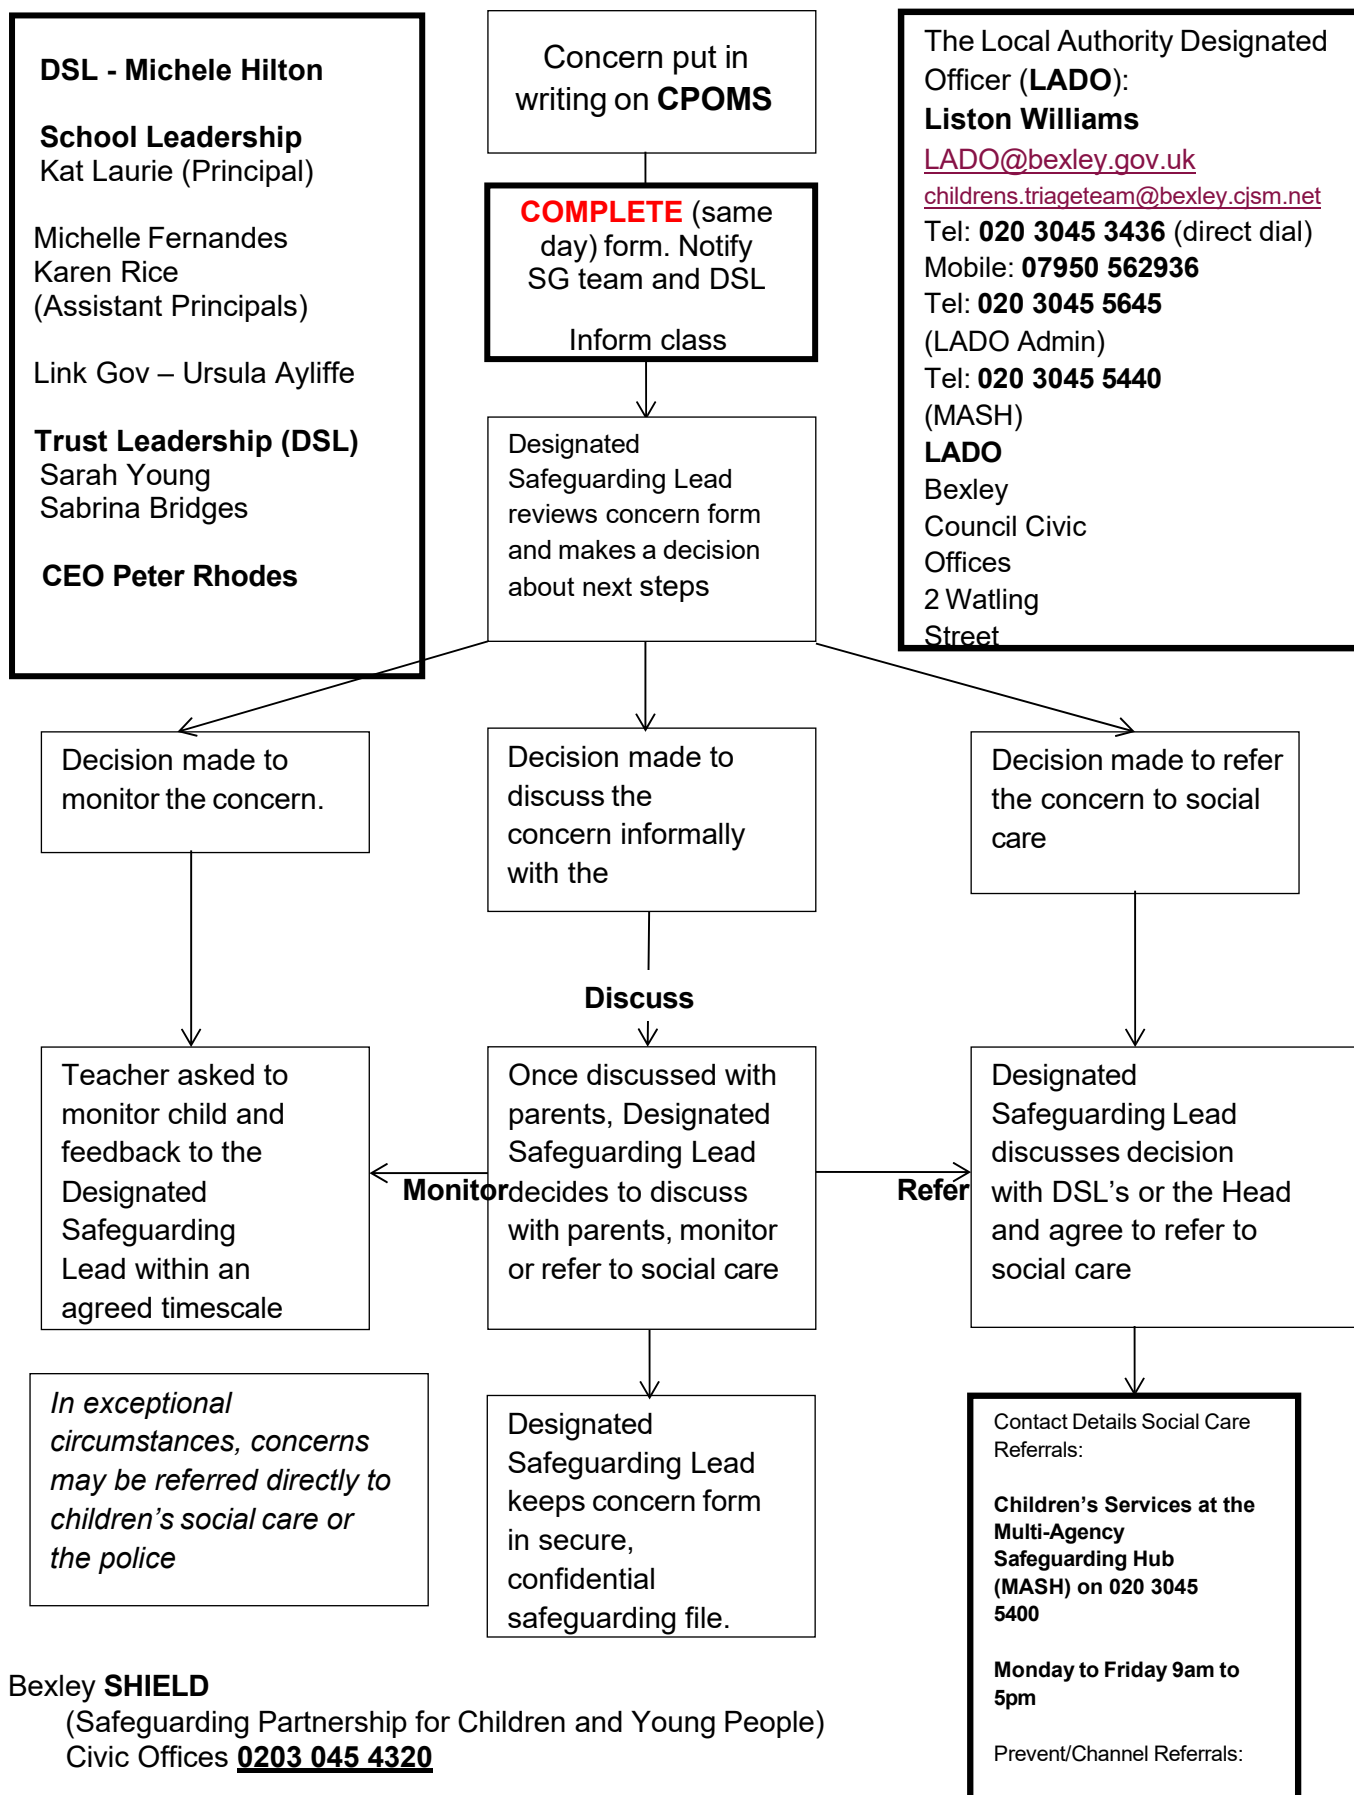 DSL - Michele Hilton
School Leadership
Kat Laurie (Principal)
Michelle Fernandes
Karen Rice
(Assistant Principals)
Link Gov – Ursula Ayliffe
Trust Leadership (DSL)
Sarah Young
Sabrina Bridges
CEO Peter Rhodes
Concern put in
writing on CPOMS
COMPLETE (same
day) form. Notify
SG team and DSL
Inform class
Designated
Safeguarding Lead
reviews concern form
and makes a decision
about next steps
The Local Authority Designated
Officer (LADO):
Liston Williams
LADO@bexley.gov.uk
childrens.triageteam@bexley.cjsm.net
Tel: 020 3045 3436 (direct dial)
Mobile: 07950 562936
Tel: 020 3045 5645
(LADO Admin)
Tel: 020 3045 5440
(MASH)
LADO
Bexley
Council Civic
Offices
2 Watling
Street
Decision made to
monitor the concern.
Decision made to
discuss the
concern informally
with the
Decision made to refer
the concern to social
care
Discuss
Teacher asked to
monitor child and
feedback to the
Designated
Safeguarding
Lead within an
agreed timescale
Monitor
Once discussed with
parents, Designated
Safeguarding Lead
decides to discuss
with parents, monitor
or refer to social care
Refer
Designated
Safeguarding Lead
discusses decision
with DSL's or the Head
and agree to refer to
social care
In exceptional
circumstances, concerns
may be referred directly to
children's social care or
the police
Designated
Safeguarding Lead
keeps concern form
in secure,
confidential
safeguarding file.
Contact Details Social Care
Referrals:
Children's Services at the
Multi-Agency
Safeguarding Hub
(MASH) on 020 3045
5400
Monday to Friday 9am to
5pm
Prevent/Channel Referrals:
Bexley SHIELD
(Safeguarding Partnership for Children and Young People)
Civic Offices 0203 045 4320